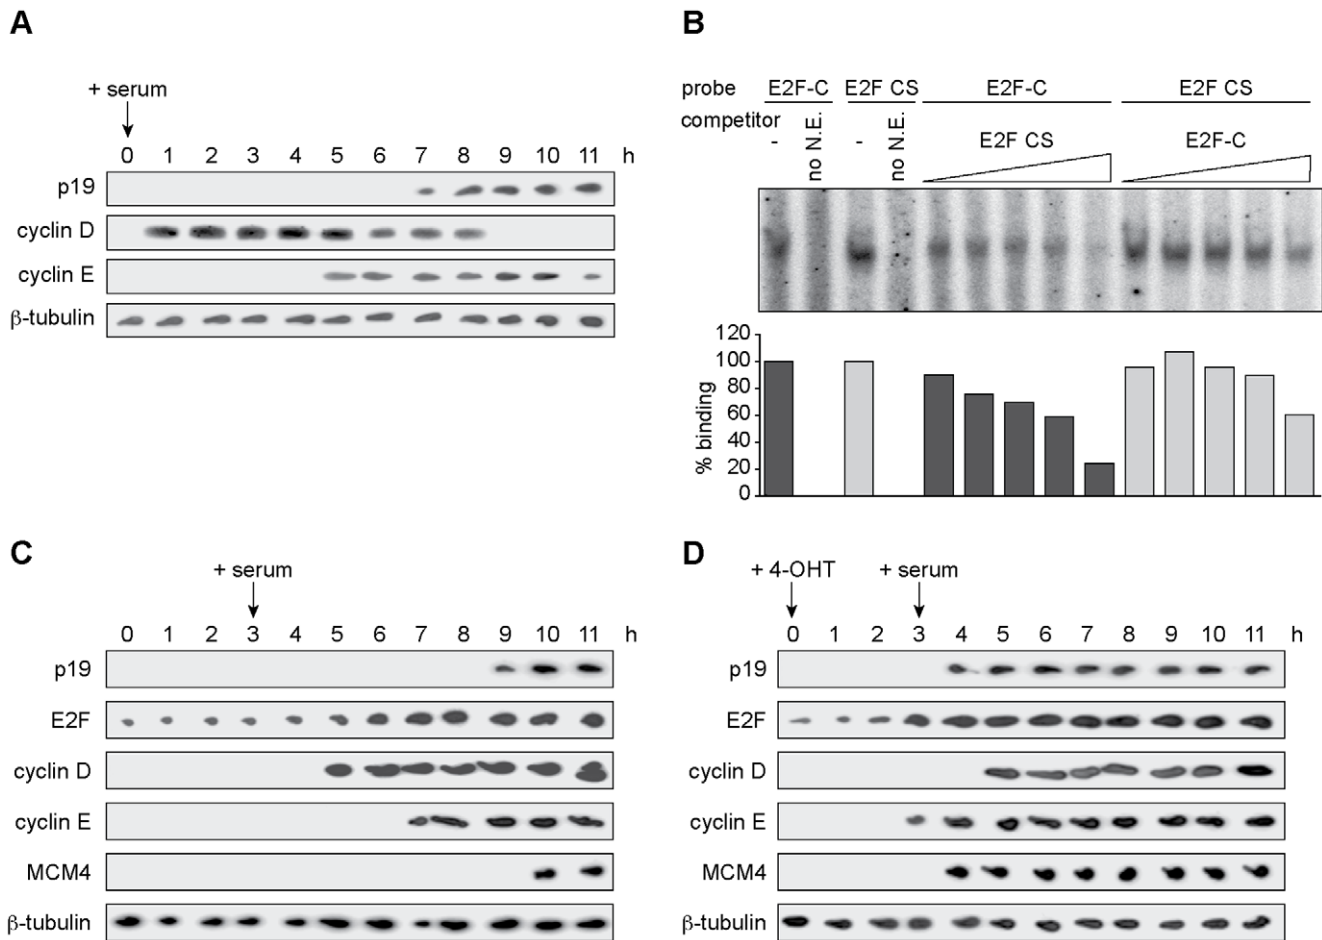 A
+ serum
0 1 2 3 4 5 6 7 8 9 10 11 h
p19
cyclin D
cyclin E
β-tubulin
B
probe E2F-C E2F CS E2F-C E2F CS
competitor - no N.E. - no N.E. E2F CS E2F-C
% binding
120
100
80
60
40
20
0
C
+ serum
0 1 2 3 4 5 6 7 8 9 10 11 h
p19
E2F
cyclin D
cyclin E
MCM4
β-tubulin
D
+ 4-OHT + serum
0 1 2 3 4 5 6 7 8 9 10 11 h
p19
E2F
cyclin D
cyclin E
MCM4
β-tubulin